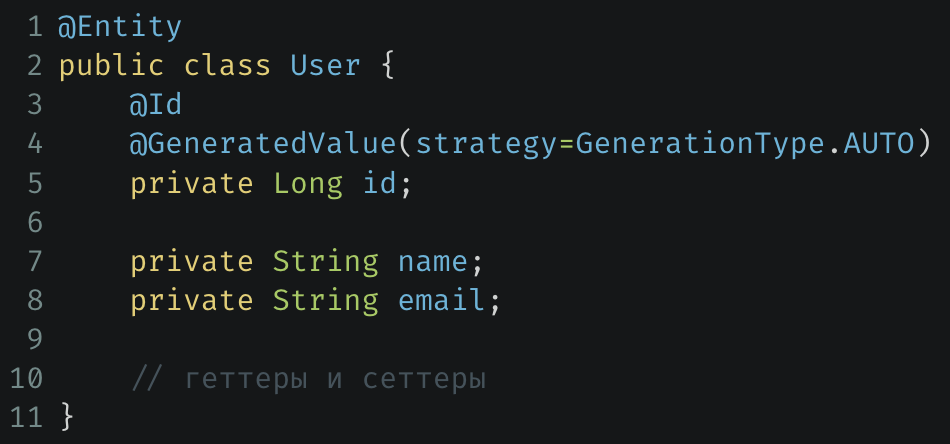 1 @Entity
2 public class User {
3     @Id
4     @GeneratedValue(strategy=GenerationType.AUTO)
5     private Long id;
6
7     private String name;
8     private String email;
9
10     // геттеры и сеттеры
11 }